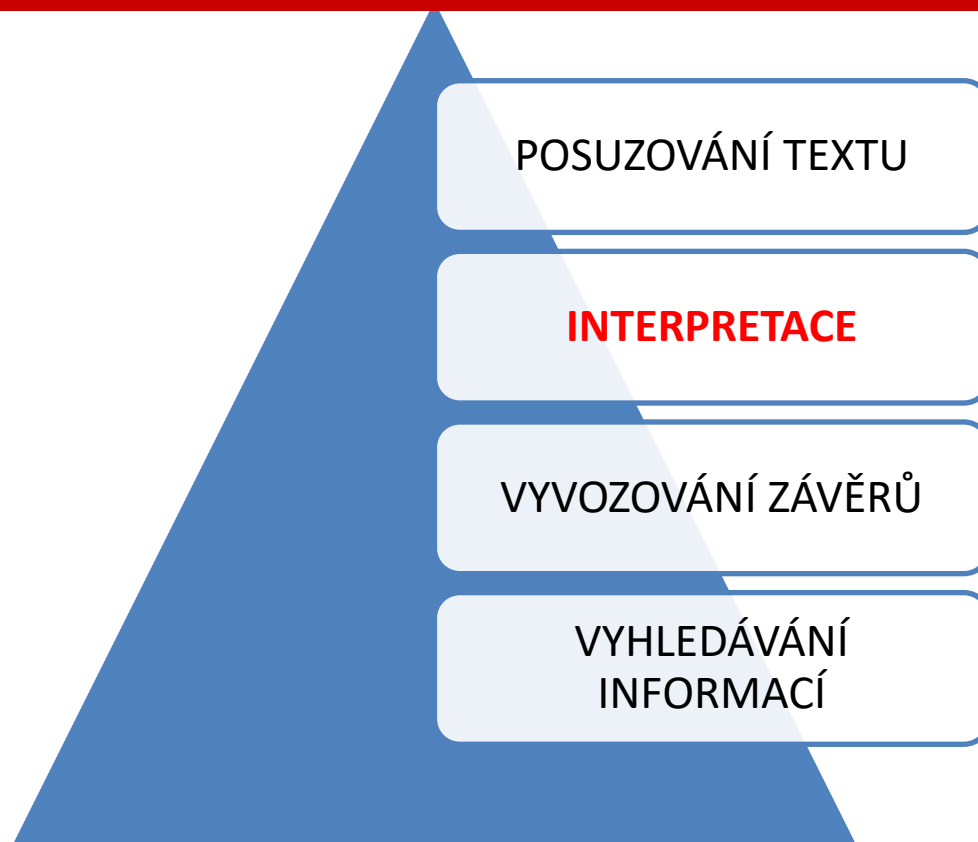 POSUZOVÁNÍ TEXTU
INTERPRETACE
VYVOZOVÁNÍ ZÁVĚRŮ
VYHLEDÁVÁNÍ
INFORMACÍ